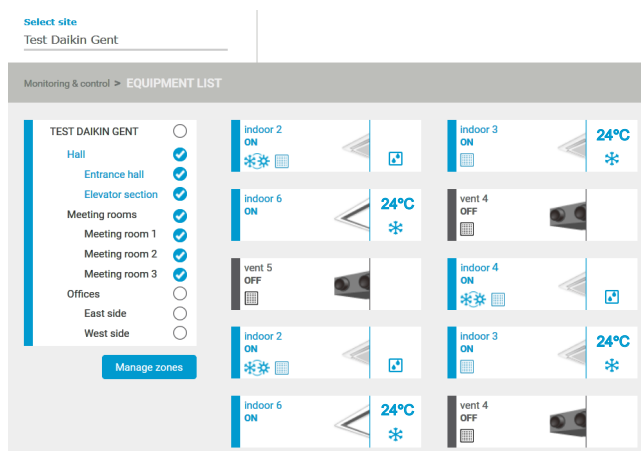 Select site
Test Daikin Gent
Monitoring & control > EQUIPMENT LIST
TEST DAIKIN GENT
Hall
Entrance hall
Elevator section
Meeting rooms
Meeting room 1
Meeting room 2
Meeting room 3
Offices
East side
West side
Manage zones
indoor 2
ON
indoor 3
ON
24°C
indoor 6
ON
24°C
vent 4
OFF
vent 5
OFF
indoor 4
ON
indoor 2
ON
indoor 3
ON
24°C
indoor 6
ON
24°C
vent 4
OFF